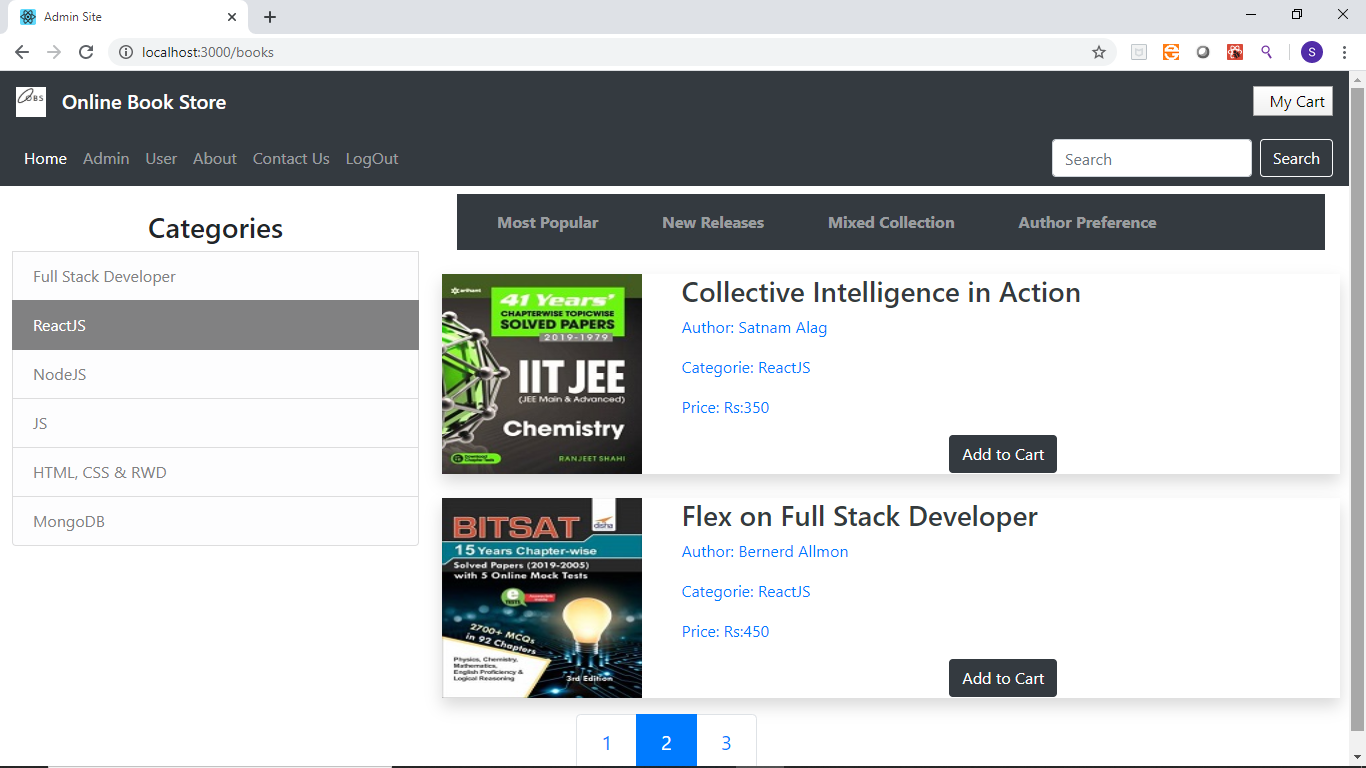 Admin Site
localhost:3000/books
S
OBS
Online Book Store
My Cart
Home Admin User About Contact Us LogOut
Search
Search
Categories
Full Stack Developer
ReactJS
NodeJS
JS
HTML, CSS & RWD
MongoDB
Most Popular New Releases Mixed Collection Author Preference
arihant
41 Years'
CHAPTERWISE TOPICWISE
SOLVED PAPERS
2019-1979
IIT JEE
(JEE Main & Advanced)
Chemistry
RANJEET SHAHI
Collective Intelligence in Action
Author: Satnam Alag
Categorie: ReactJS
Price: Rs:350
Add to Cart
BITSAT
disha
15 Years Chapter-wise
Solved Papers (2019-2005)
with 5 Online Mock Tests
2700+ MCQs
in 92 Chapters
Physics, Chemistry,
Mathematics,
English Proficiency &
Logical Reasoning
3rd Edition
Flex on Full Stack Developer
Author: Bernerd Allmon
Categorie: ReactJS
Price: Rs:450
Add to Cart
1 2 3